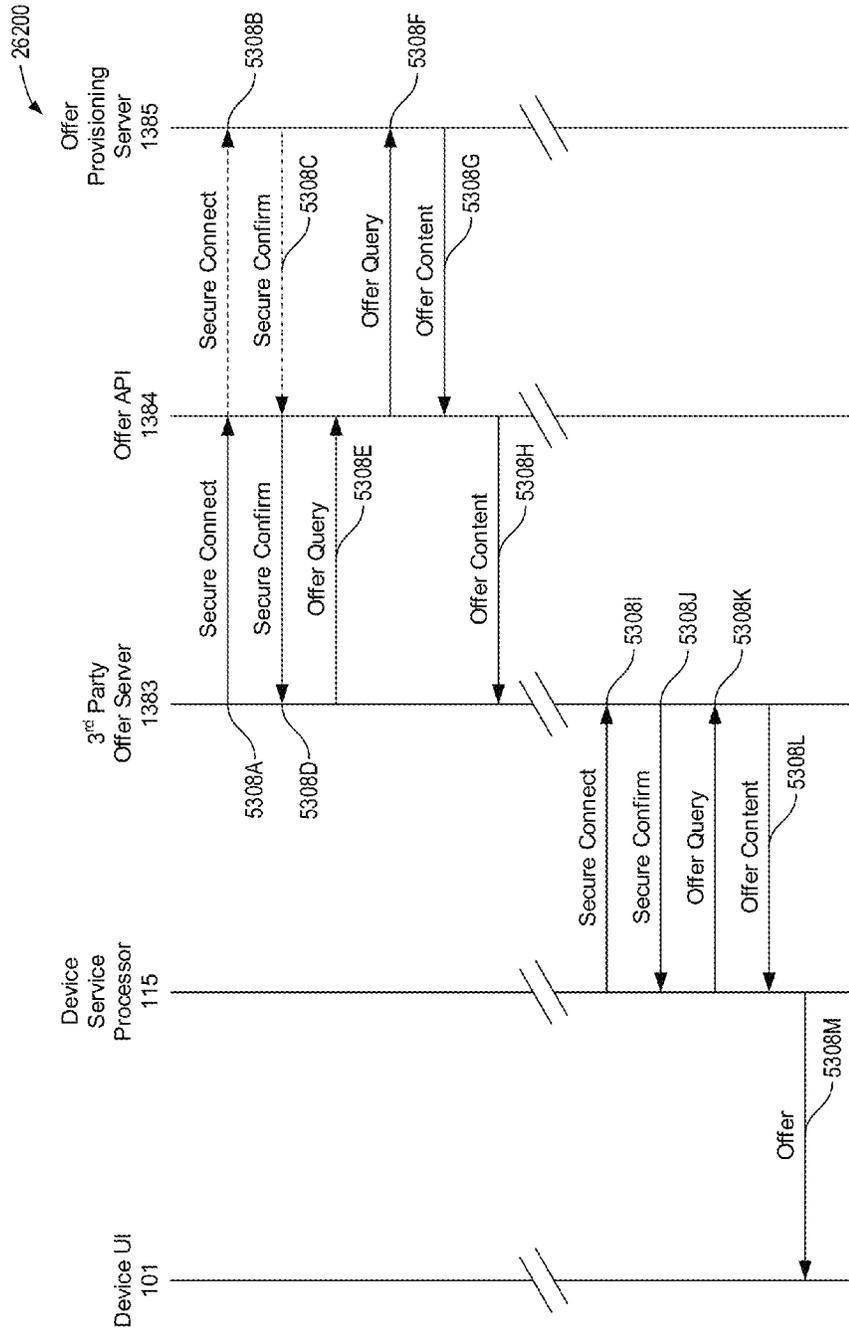 26200
Device UI
101
Device
Service
Processor
115
3rd Party
Offer Server
1383
Offer API
1384
Offer
Provisioning
Server
1385
5308A
Secure Connect
Secure Connect
5308B
5308D
Secure Confirm
Secure Confirm
5308C
Offer Query
5308E
Offer Query
5308F
Offer Content
5308G
Offer Content
5308H
Secure Connect
5308I
Secure Confirm
5308J
Offer Query
5308K
Offer Content
5308L
Offer
5308M